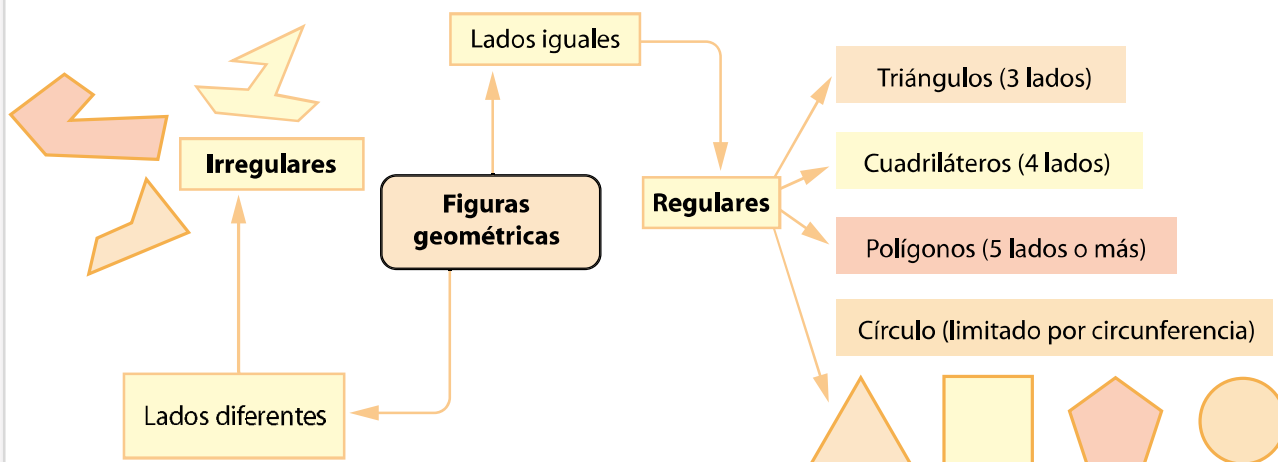 Lados iguales
Triángulos (3 lados)
Irregulares
Cuadriláteros (4 lados)
Figuras
geométricas
Regulares
Polígonos (5 lados o más)
Círculo (limitado por circunferencia)
Lados diferentes